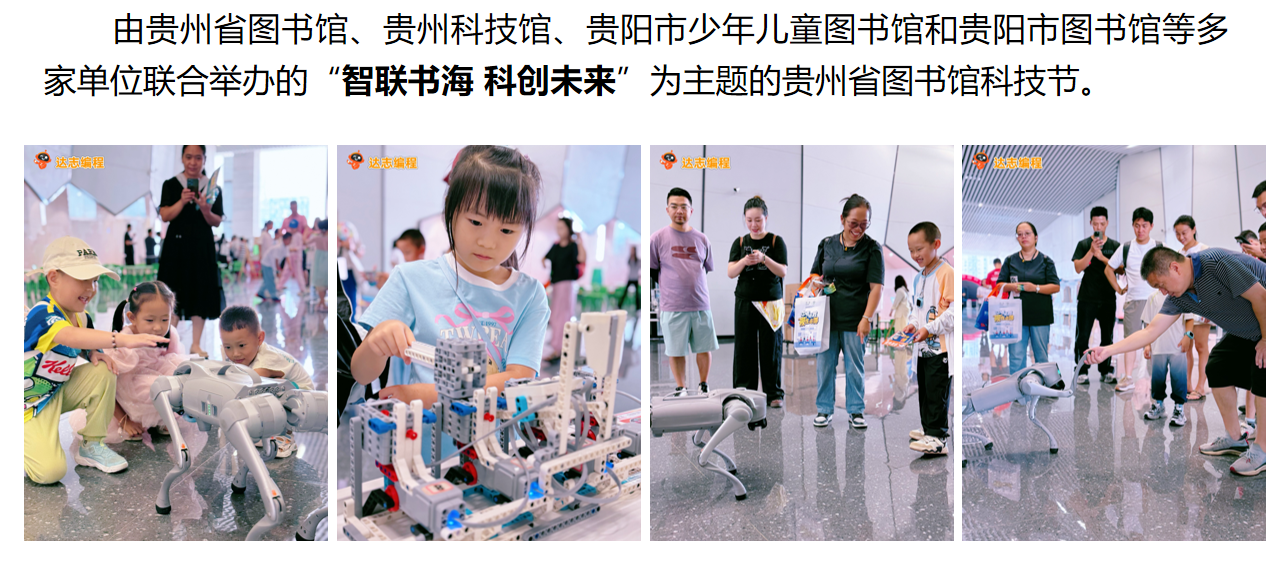 由贵州省图书馆、贵州科技馆、贵阳市少年儿童图书馆和贵阳市图书馆等多
家单位联合举办的“智联书海 科创未来”为主题的贵州省图书馆科技节。
达志编程
达志编程
达志编程
达志编程
PARK